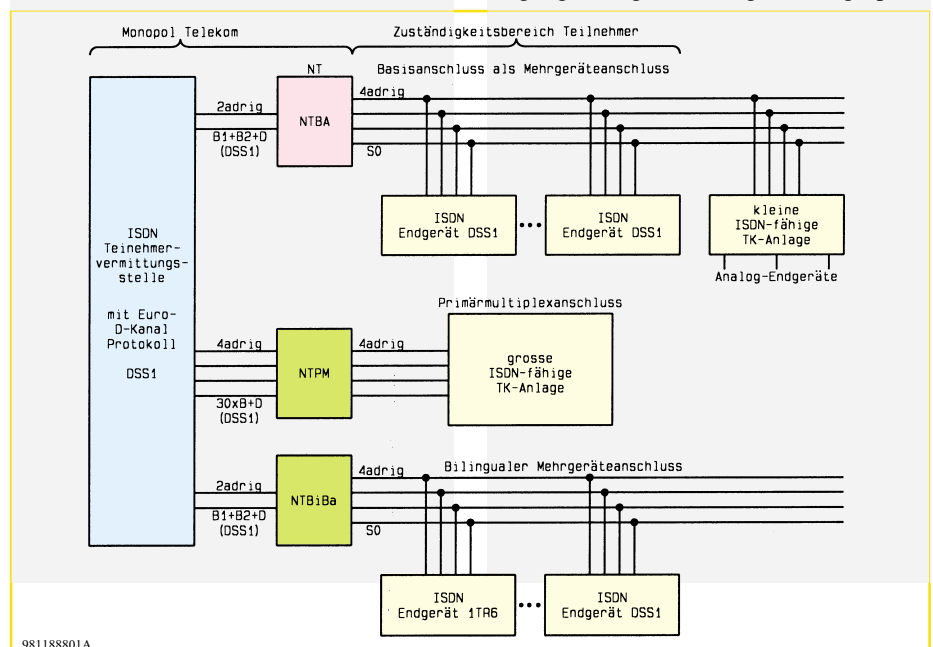 Monopol Telekom
Zuständigkeitsbereich Teilnehmer
NT
Basisanschluss als Mehrgeräteanschluss
4adrig
2adrig
NTBA
B1+B2+D
(DSS1)
S0
ISDN
Endgerät DSS1
ISDN
Endgerät DSS1
kleine
ISDN-fähige
TK-Anlage
Analog-Endgeräte
ISDN
Teinehmer-
vermittungs-
stelle
mit Euro-
D-Kanal
Protokoll
DSS1
Primärmultiplexanschluss
4adrig
NTPM
4adrig
30xB+D
(DSS1)
grosse
ISDN-fähige
TK-Anlage
4adrig
Bilingualer Mehrgeräteanschluss
2adrig
NTBiBa
B1+B2+D
(DSS1)
S0
ISDN
Endgerät 1TR6
ISDN
Endgerät DSS1
981188801A